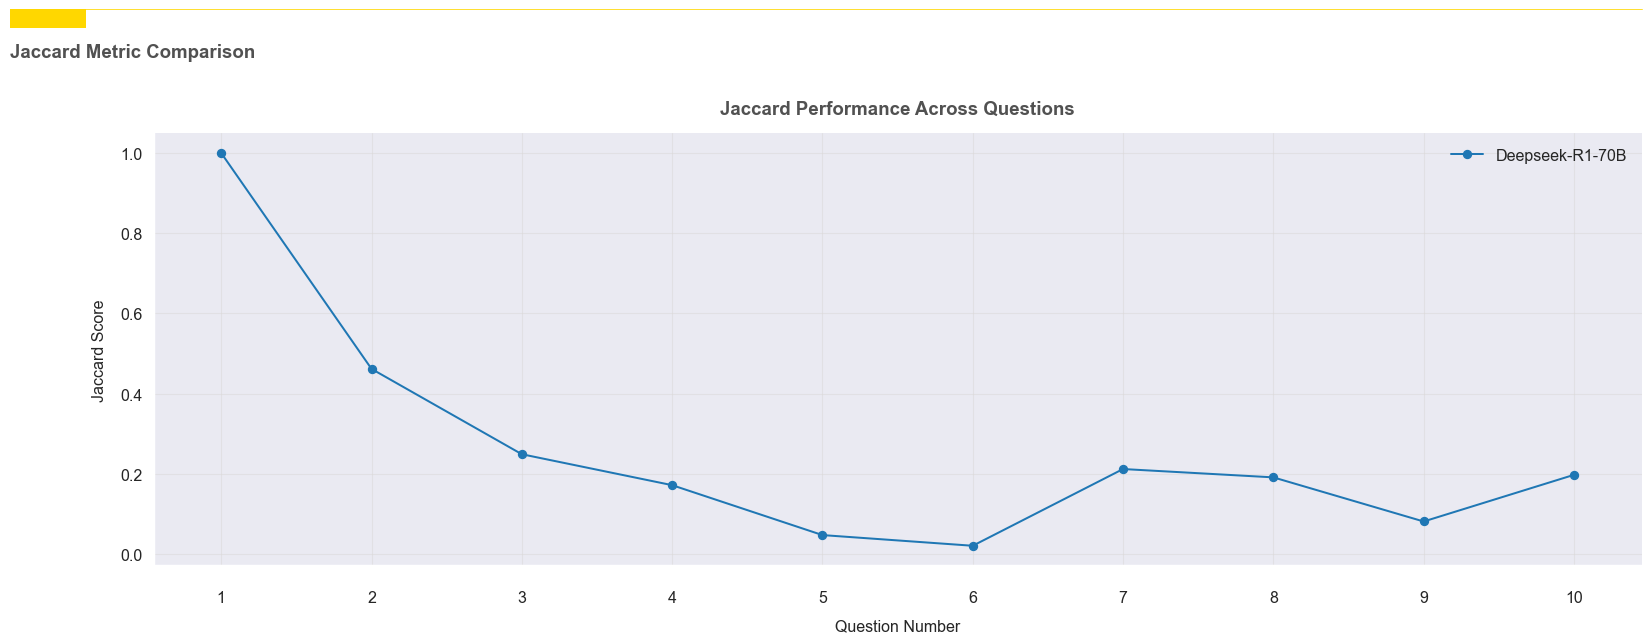 Jaccard Metric Comparison
Jaccard Performance Across Questions
Deepseek-R1-70B
Jaccard Score
1.0
0.8
0.6
0.4
0.2
0.0
1 2 3 4 5 6 7 8 9 10
Question Number